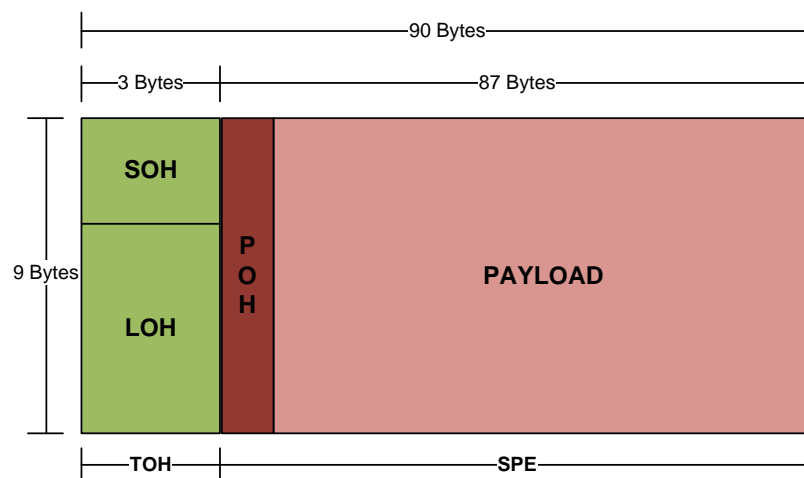 90 Bytes
3 Bytes
87 Bytes
SOH
P
O
H
PAYLOAD
9 Bytes
LOH
TOH
SPE